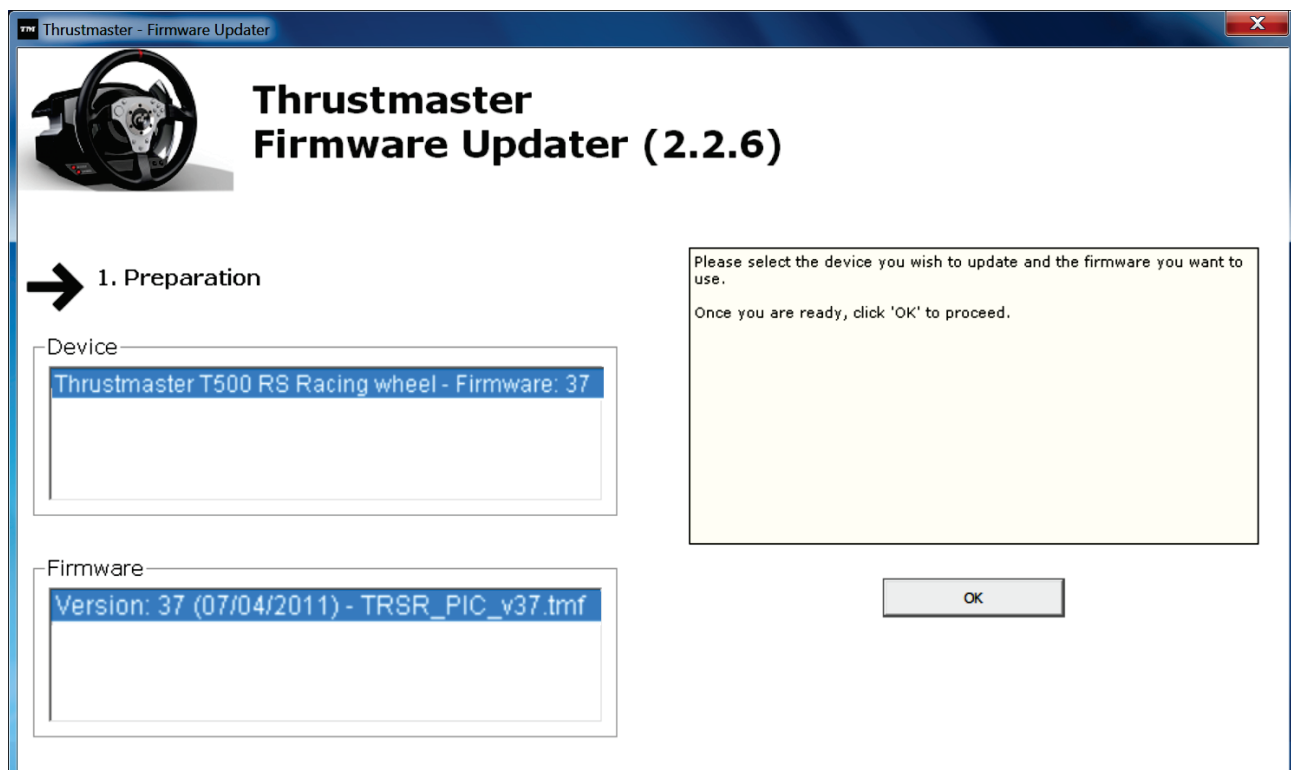 TM Thrustmaster - Firmware Updater
X
Thrustmaster
Firmware Updater (2.2.6)
1. Preparation
Device
Thrustmaster T500 RS Racing wheel - Firmware: 37
Firmware
Version: 37 (07/04/2011) - TRSR_PIC_v37.tmf
Please select the device you wish to update and the firmware you want to
use.
Once you are ready, click 'OK' to proceed.
OK